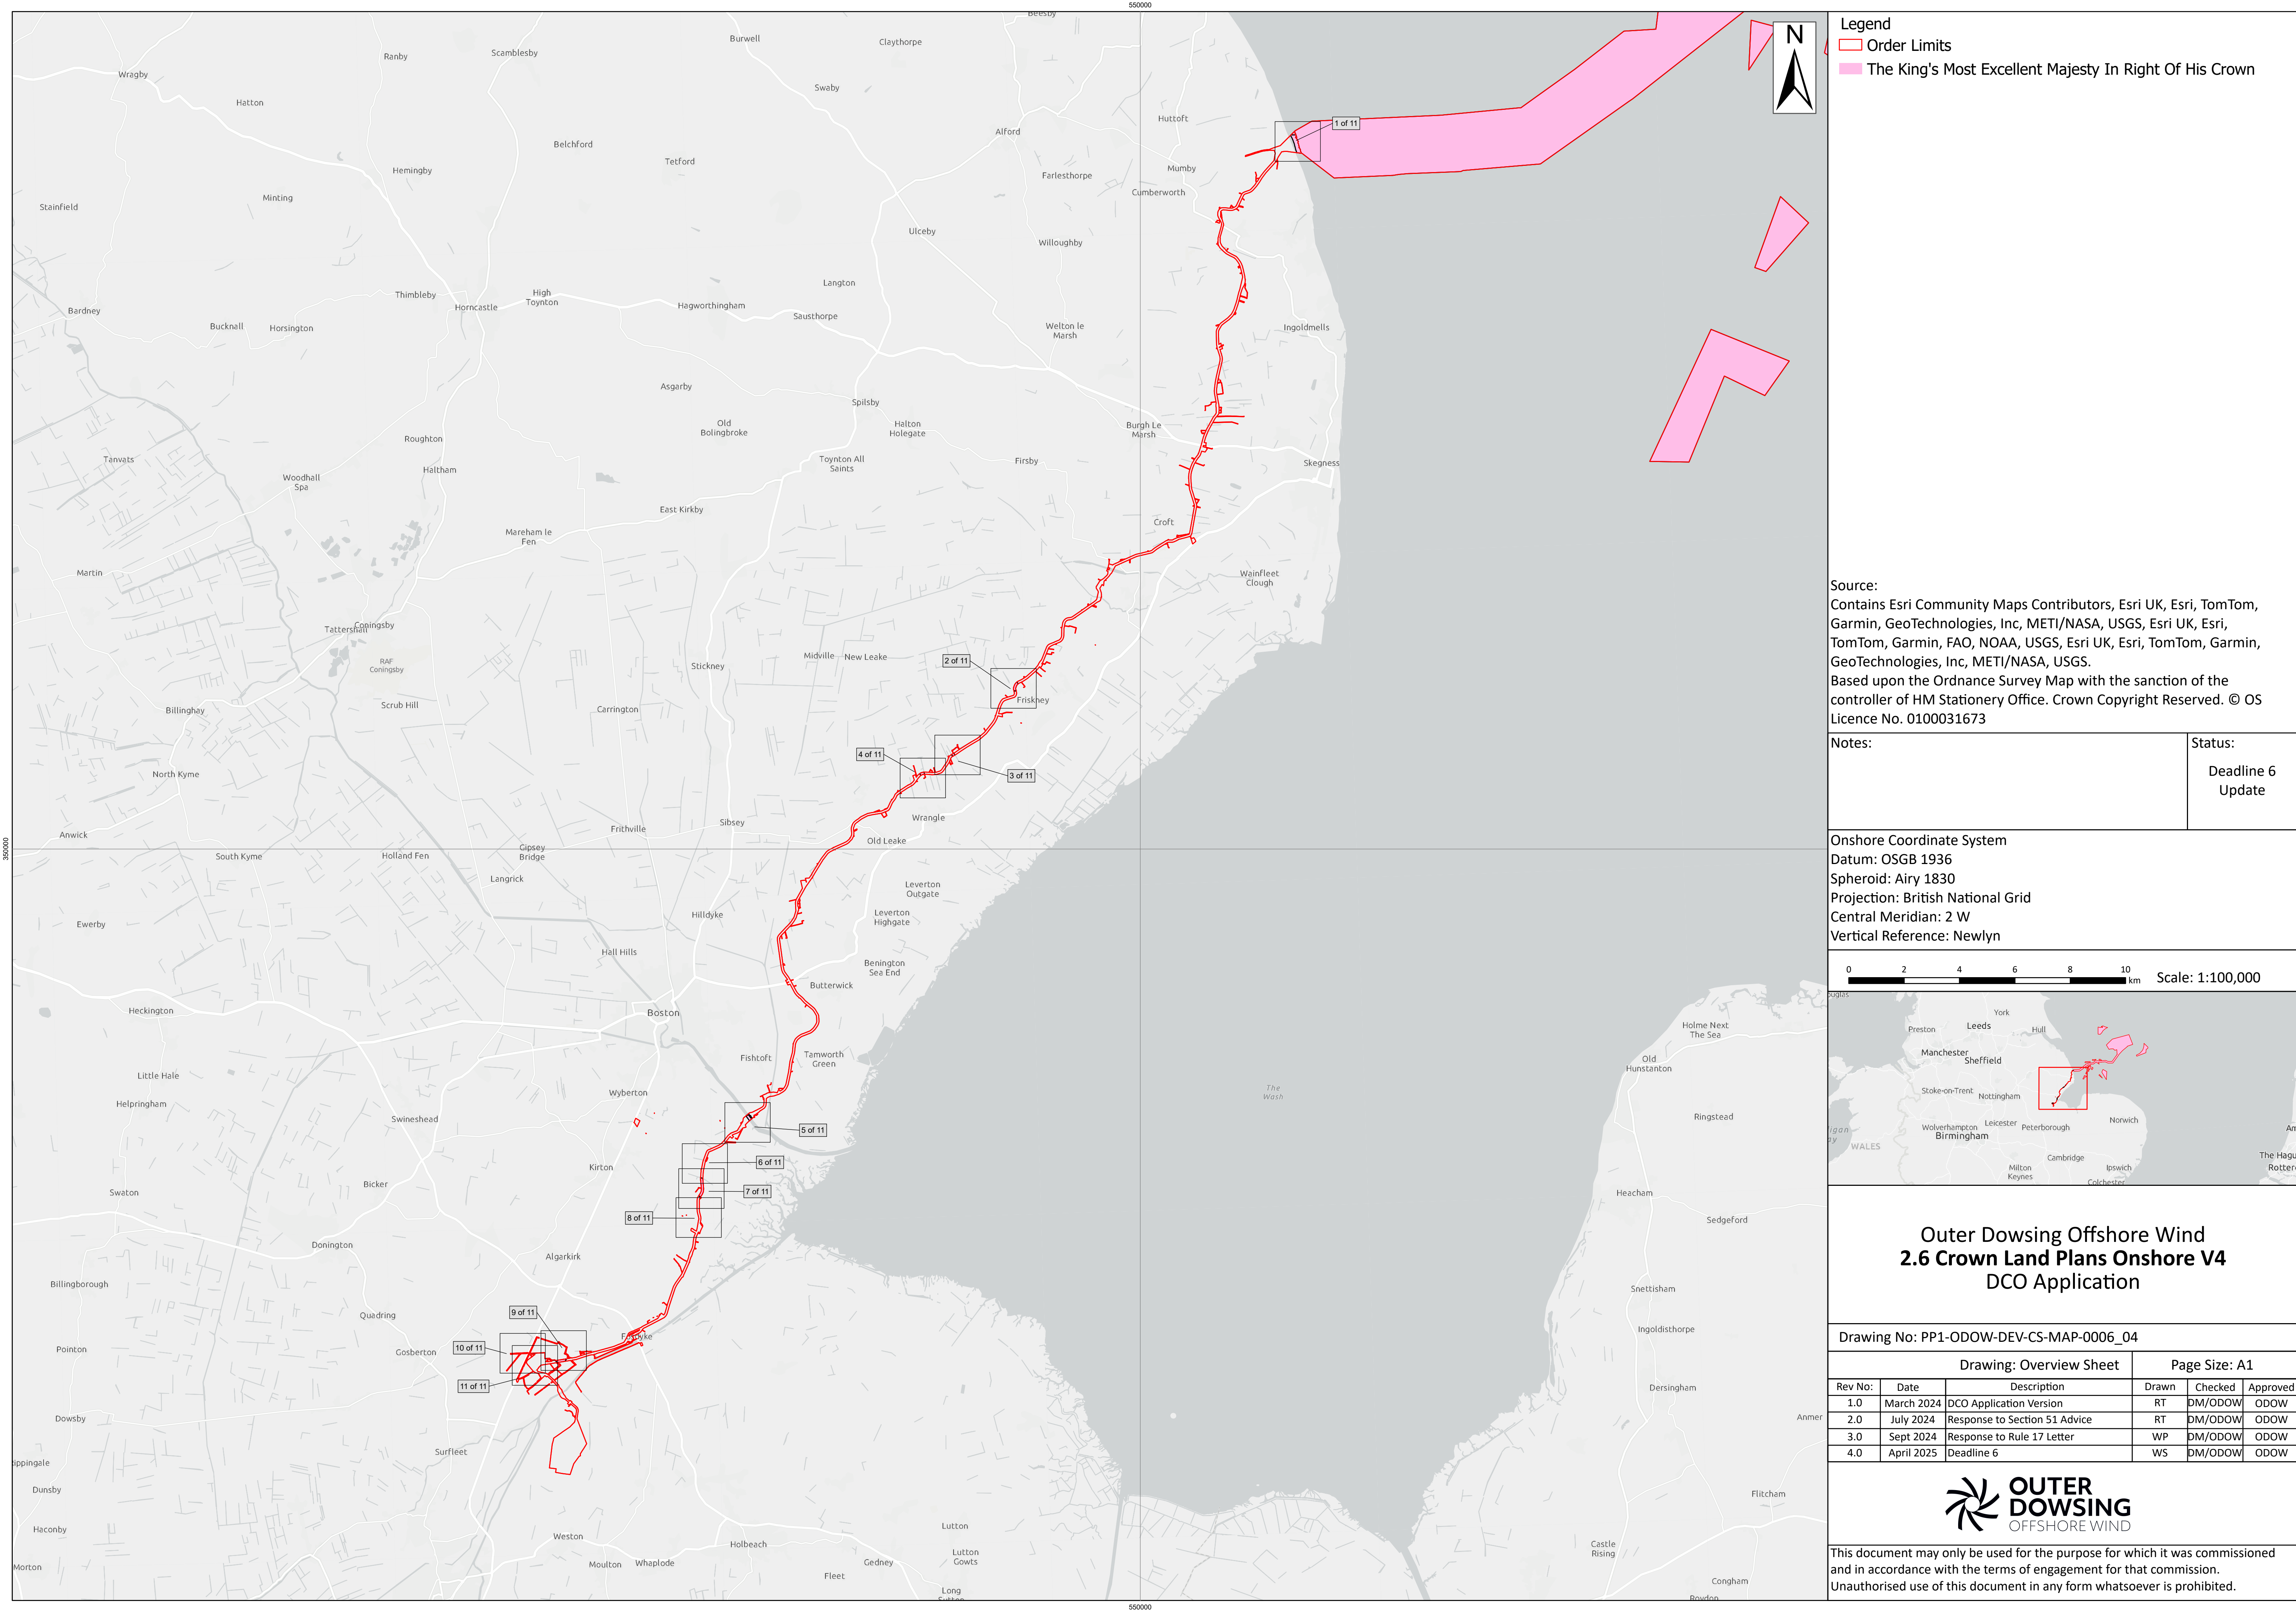 550000
Beesby
Burwell
Claythorpe
Ranby
Scamblesby
Wragby
Hatton
Swaby
Huttoft
Alford
1 of 11
Belchford
Tetford
Hemingby
Mumby
Farlesthorpe
Cumberworth
Minting
Stainfield
Ulceby
Willoughby
Langton
Thimbleby
High
Toynton
Horncastle
Hagworthingham
Sausthorpe
Bardney
Bucknall
Horsington
Welton le
Marsh
Ingoldmells
Asgarby
Spilsby
Old
Bolingbroke
Halton
Holegate
Burgh Le
Marsh
Roughton
Tanvats
Haltham
Toynton All
Saints
Firsby
Skegness
Woodhall
Spa
East Kirkby
Croft
Mareham le
Fen
Martin
Wainfleet
Clough
Tattershall
Coningsby
RAF
Coningsby
Stickney
Midville
New Leake
2 of 11
Friskney
Scrub Hill
Carrington
Billinghay
4 of 11
3 of 11
North Kyme
Wrangle
Sibsey
Frithville
Anwick
Old Leake
350000
South Kyme
Holland Fen
Gipsey
Bridge
Langrick
Leverton
Outgate
Hilldyke
Leverton
Highgate
Ewerby
Hall Hills
Benington
Sea End
Butterwick
Heckington
Boston
Holme Next
The Sea
Fishtoft
Tamworth
Green
Old
Hunstanton
Little Hale
Wyberton
The
Wash
Helpringham
Swineshead
Ringstead
5 of 11
6 of 11
Kirton
Bicker
7 of 11
Swaton
Heacham
8 of 11
Sedgeford
Donington
Algarkirk
Billingborough
Snettisham
Quadring
9 of 11
Ingoldisthorpe
Pointon
10 of 11
Gosberton
11 of 11
Dersingham
Dowsby
Anmer
Surfleet
Dunsby
Flitcham
Haconby
Lutton
Weston
Holbeach
Castle
Rising
Lutton
Gowts
Morton
Moulton
Whaplode
Gedney
Fleet
Congham
Long
Sutton
Roydon
550000
N
Legend
Order Limits
The King's Most Excellent Majesty In Right Of His Crown
Source:
Contains Esri Community Maps Contributors, Esri UK, Esri, TomTom,
Garmin, GeoTechnologies, Inc, METI/NASA, USGS, Esri UK, Esri,
TomTom, Garmin, FAO, NOAA, USGS, Esri UK, Esri, TomTom, Garmin,
GeoTechnologies, Inc, METI/NASA, USGS.
Based upon the Ordnance Survey Map with the sanction of the
controller of HM Stationery Office. Crown Copyright Reserved. © OS
Licence No. 0100031673
Notes:
Status:
Deadline 6
Update
Onshore Coordinate System
Datum: OSGB 1936
Spheroid: Airy 1830
Projection: British National Grid
Central Meridian: 2 W
Vertical Reference: Newlyn
0 2 4 6 8 10
km
Scale: 1:100,000
York
Preston
Leeds
Hull
Manchester
Sheffield
Stoke-on-Trent
Nottingham
Norwich
Leicester
Wolverhampton
Peterborough
Birmingham
WALES
Cambridge
Milton
Keynes
Ipswich
Colchester
Outer Dowsing Offshore Wind
2.6 Crown Land Plans Onshore V4
DCO Application
Drawing No: PP1-ODOW-DEV-CS-MAP-0006_04
Drawing: Overview Sheet
Page Size: A1
Rev No: Date Description Drawn Checked Approved
1.0 March 2024 DCO Application Version RT DM/ODOW ODOW
2.0 July 2024 Response to Section 51 Advice RT DM/ODOW ODOW
3.0 Sept 2024 Response to Rule 17 Letter WP DM/ODOW ODOW
4.0 April 2025 Deadline 6 WS DM/ODOW ODOW
OUTER
DOWSING
OFFSHORE WIND
This document may only be used for the purpose for which it was commissioned
and in accordance with the terms of engagement for that commission.
Unauthorised use of this document in any form whatsoever is prohibited.